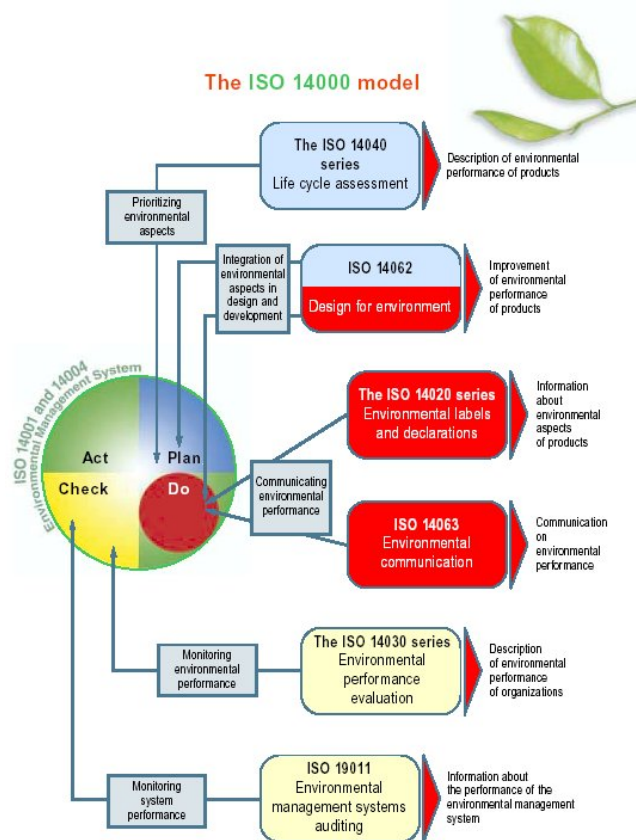 The ISO 14000 model
The ISO 14040
series
Life cycle assessment
Description of environmental
performance of products
Prioritizing
environmental
aspects
Integration of
environmental
aspects in
design and
development
ISO 14062
Design for environment
Improvement
of environmental
performance
of products
ISO 14001 and 14004
Environmental Management System
Act
Plan
Check
Do
The ISO 14020 series
Environmental labels
and declarations
Information
about
environmental
aspects
of products
Communicating
environmental
performance
ISO 14063
Environmental
communication
Communication
on
environmental
performance
Monitoring
environmental
performance
The ISO 14030 series
Environmental
performance
evaluation
Description
of environmental
performance
of organizations
Monitoring
system
performance
ISO 19011
Environmental
management systems
auditing
Information about
the performance of the
environmental management
system